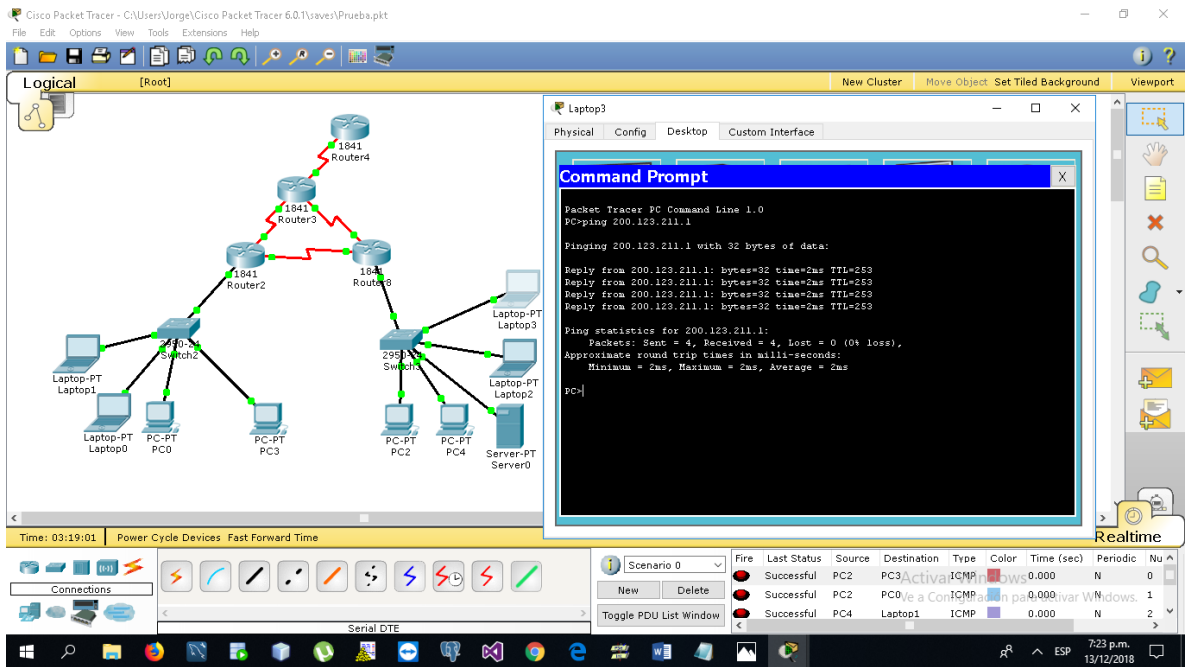 Cisco Packet Tracer - C:\Users\Jorge\Cisco Packet Tracer 6.0.1\saves\Prueba.pkt
File Edit Options View Tools Extensions Help
Logical [Root] New Cluster Move Object Set Tiled Background Viewport
1841
Router4
1841
Router3
1841
Router2
1841
Router8
2950-24
Switch2
2950-24
Switch3
Laptop-PT
Laptop3
Laptop-PT
Laptop2
Laptop-PT
Laptop1
Laptop-PT
Laptop0
PC-PT
PC0
PC-PT
PC3
PC-PT
PC2
PC-PT
PC4
Server-PT
Server0
Laptop3
Physical Config Desktop Custom Interface
Command Prompt X
Packet Tracer PC Command Line 1.0
PC>ping 200.123.211.1
Pinging 200.123.211.1 with 32 bytes of data:
Reply from 200.123.211.1: bytes=32 time=2ms TTL=253
Reply from 200.123.211.1: bytes=32 time=2ms TTL=253
Reply from 200.123.211.1: bytes=32 time=2ms TTL=253
Reply from 200.123.211.1: bytes=32 time=2ms TTL=253
Ping statistics for 200.123.211.1:
Packets: Sent = 4, Received = 4, Lost = 0 (0% loss),
Approximate round trip times in milli-seconds:
Minimum = 2ms, Maximum = 2ms, Average = 2ms
PC>
Time: 03:19:01 Power Cycle Devices Fast Forward Time Realtime
Connections
Serial DTE
Scenario 0
New Delete
Toggle PDU List Window
Fire Last Status Source Destination Type Color Time (sec) Periodic Nu
Successful PC2 PC3 ICMP 0.000 N 0
Successful PC2 PC0 ICMP 0.000 N 1
Successful PC4 Laptop1 ICMP 0.000 N 2
Activar Windows
Ve a Configuración para activar Windows.
ESP
7:23 p.m.
13/12/2018